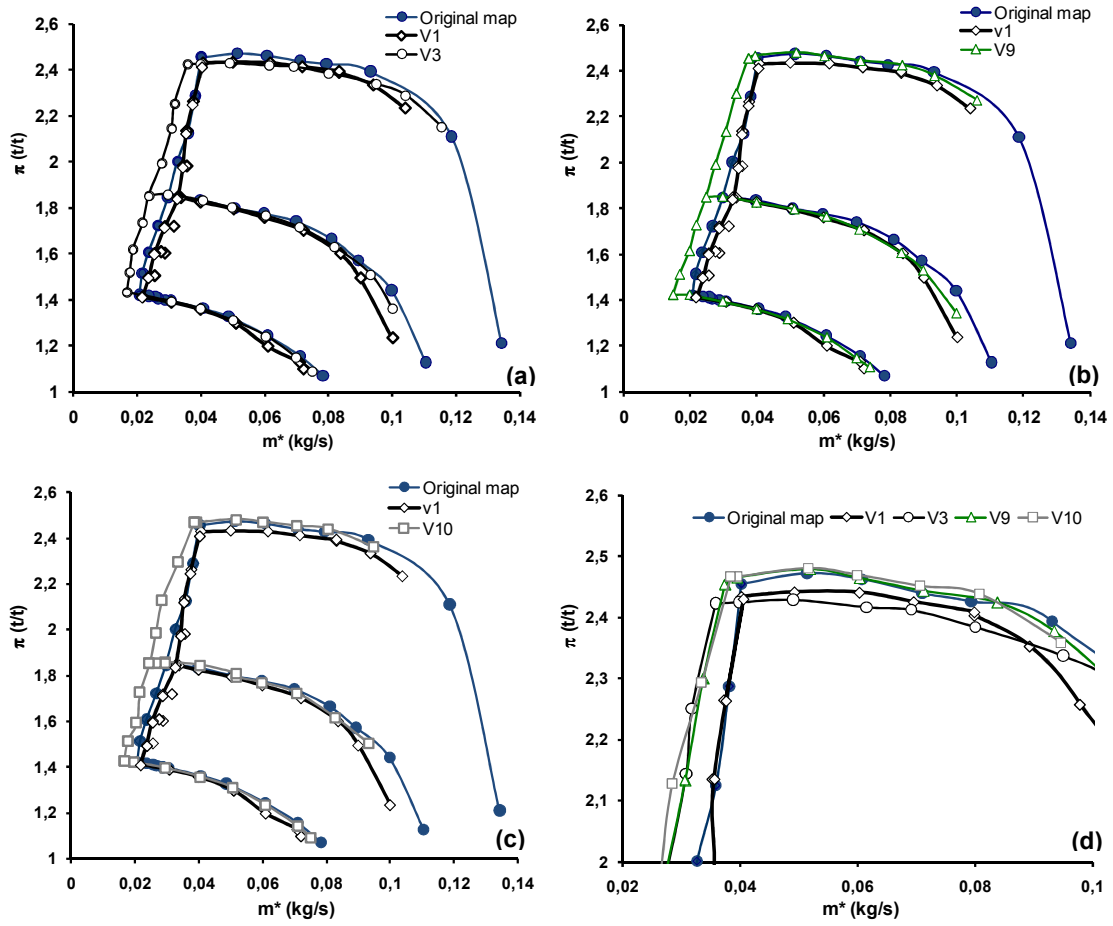 Original map
V1
V3
2,6
2,4
2,2
2
1,8
1,6
1,4
1,2
1
π (t/t)
0 0,02 0,04 0,06 0,08 0,1 0,12 0,14
m* (kg/s)
(a)
Original map
v1
V9
2,6
2,4
2,2
2
1,8
1,6
1,4
1,2
1
π (t/t)
0 0,02 0,04 0,06 0,08 0,1 0,12 0,14
m* (kg/s)
(b)
Original map
v1
V10
2,6
2,4
2,2
2
1,8
1,6
1,4
1,2
1
π (t/t)
0 0,02 0,04 0,06 0,08 0,1 0,12 0,14
m* (kg/s)
(c)
Original map V1 V3 V9 V10
2,6
2,5
2,4
2,3
2,2
2,1
2
π (t/t)
0,02 0,04 0,06 0,08 0,1
m* (kg/s)
(d)